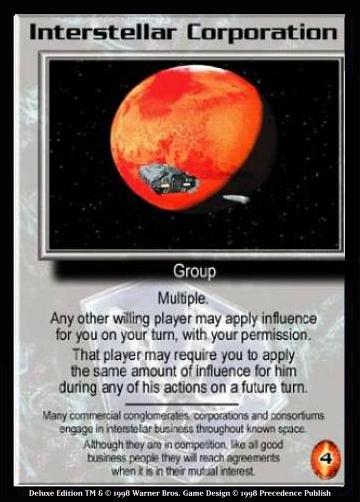 Interstellar Corporation
Group
Multiple.
Any other willing player may apply influence
for you on your turn, with your permission.
That player may require you to apply
the same amount of influence for him
during any of his actions on a future turn.
Many commercial conglomerates, corporations and consortiums
engage in interstellar business throughout known space.
Although they are in competition, like all good
business people they will reach agreements
when it is in their mutual interest.
4
Deluxe Edition TM & © 1998 Warner Bros. Game Design © 1998 Precedence Publish